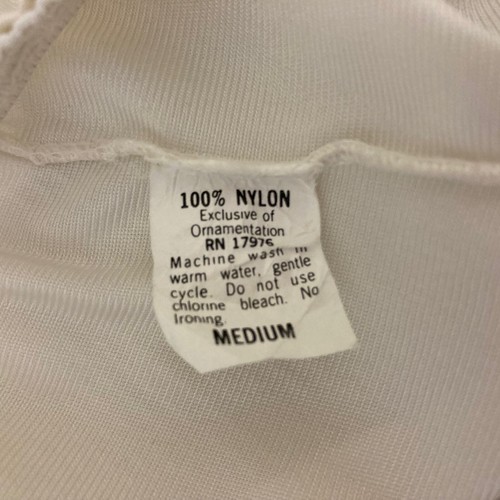 100% NYLON
Exclusive of
Ornamentation
RN 17976
Machine wash in
warm water, gentle
cycle. Do not use
chlorine bleach. No
Ironing.
MEDIUM